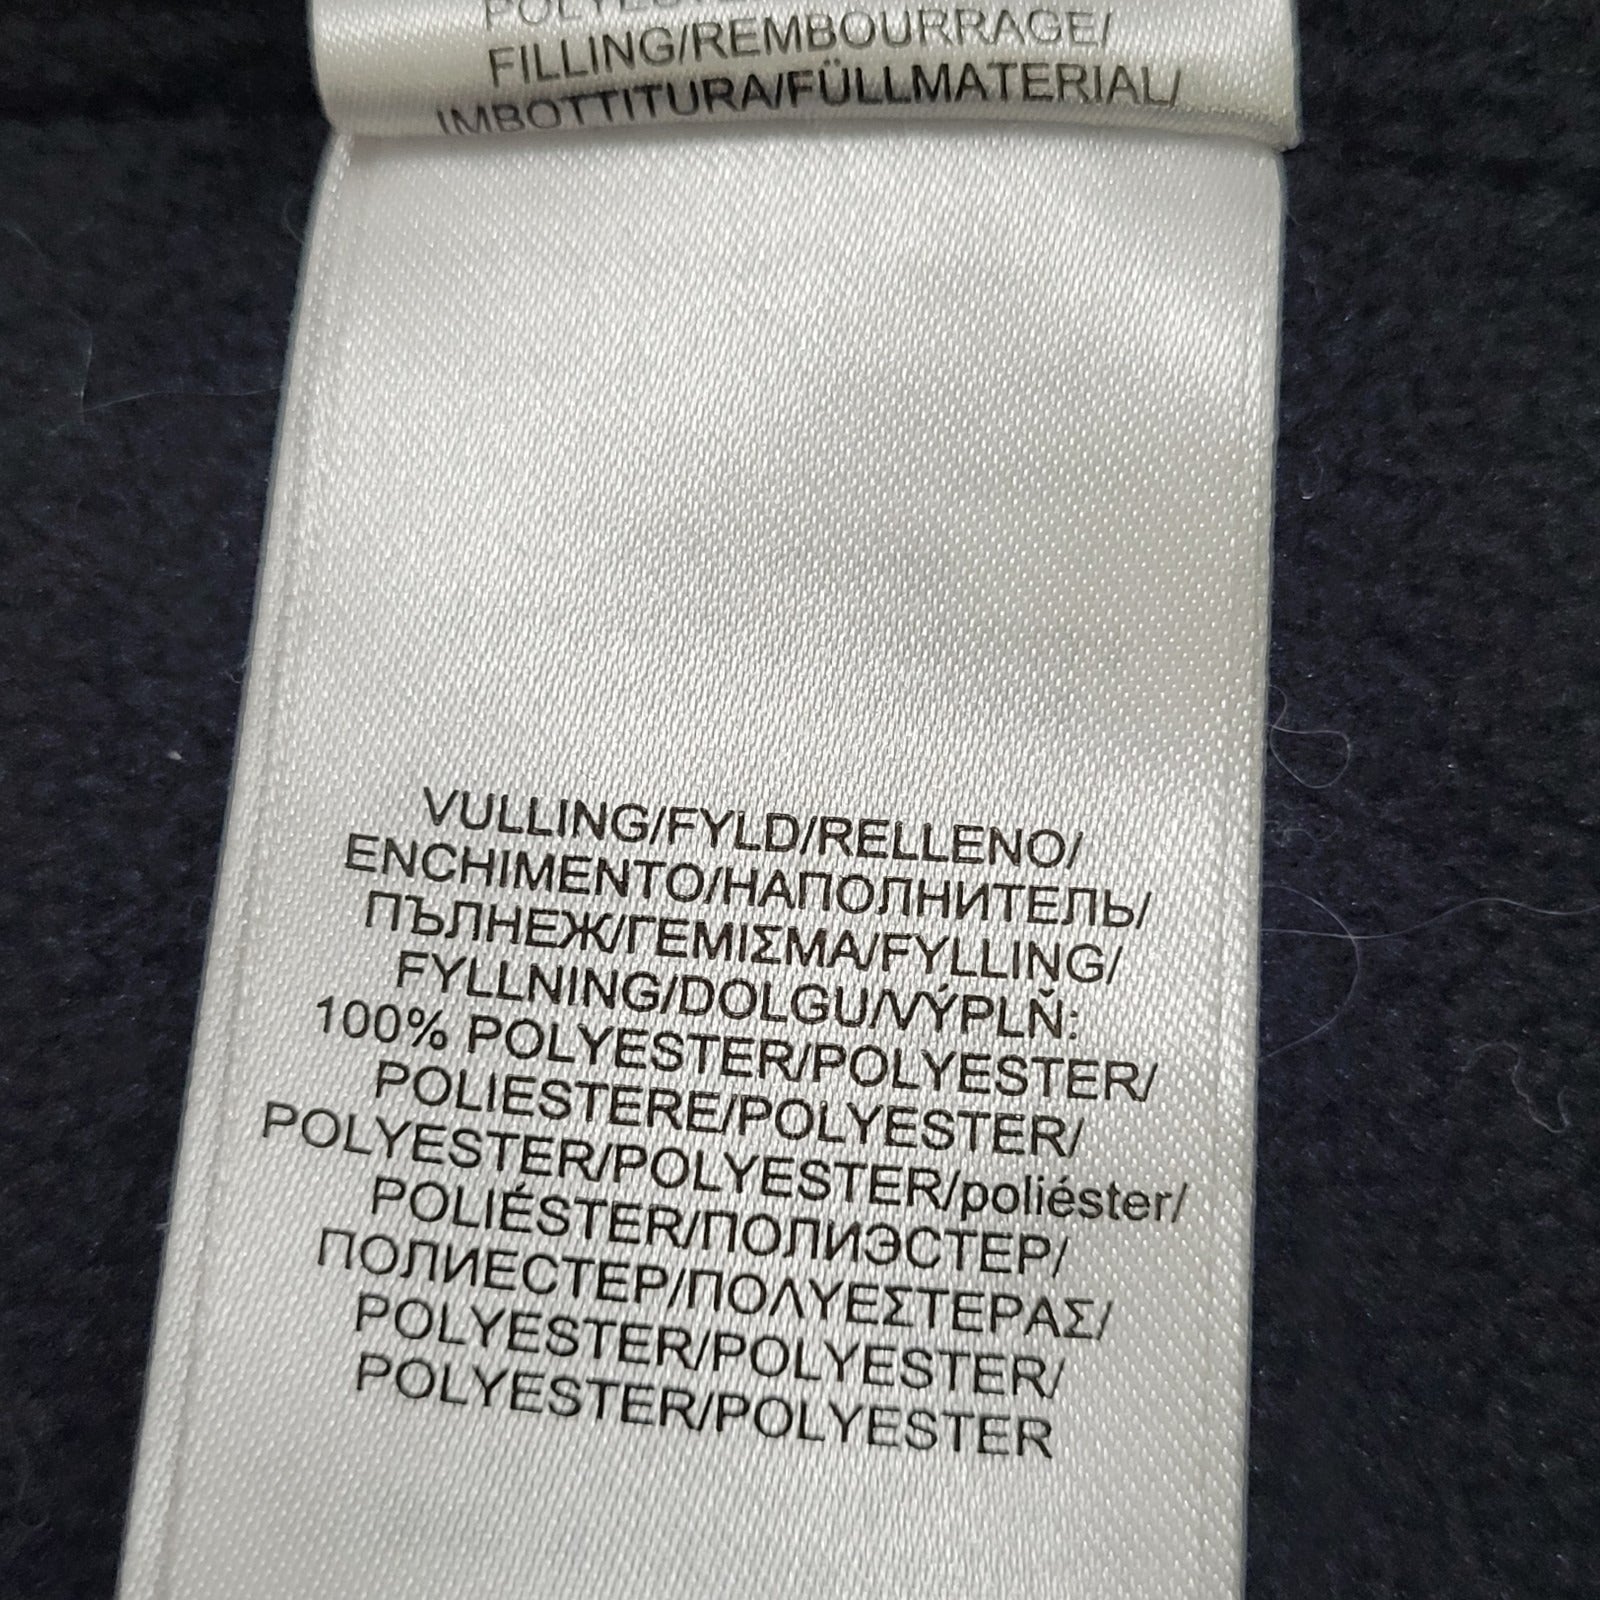 FILLING/REMBOURRAGE/
IMBOTTITURA/FÜLLMATERIAL/
VULLING/FYLD/RELLENO/
ENCHIMENTO/НАПОЛНИТЕЛЬ/
ПЪЛНЕЖ/ΓΕΜΙΣΜΑ/FYLLING/
FYLLNING/DOLGU/VÝPLŇ:
100% POLYESTER/POLYESTER/
POLIESTERE/POLYESTER/
POLYESTER/POLYESTER/poliéster/
POLIÉSTER/ПОЛИЭСТЕР/
ПОЛИЕСТЕР/ΠΟΛΥΕΣΤΕΡΑΣ/
POLYESTER/POLYESTER/
POLYESTER/POLYESTER